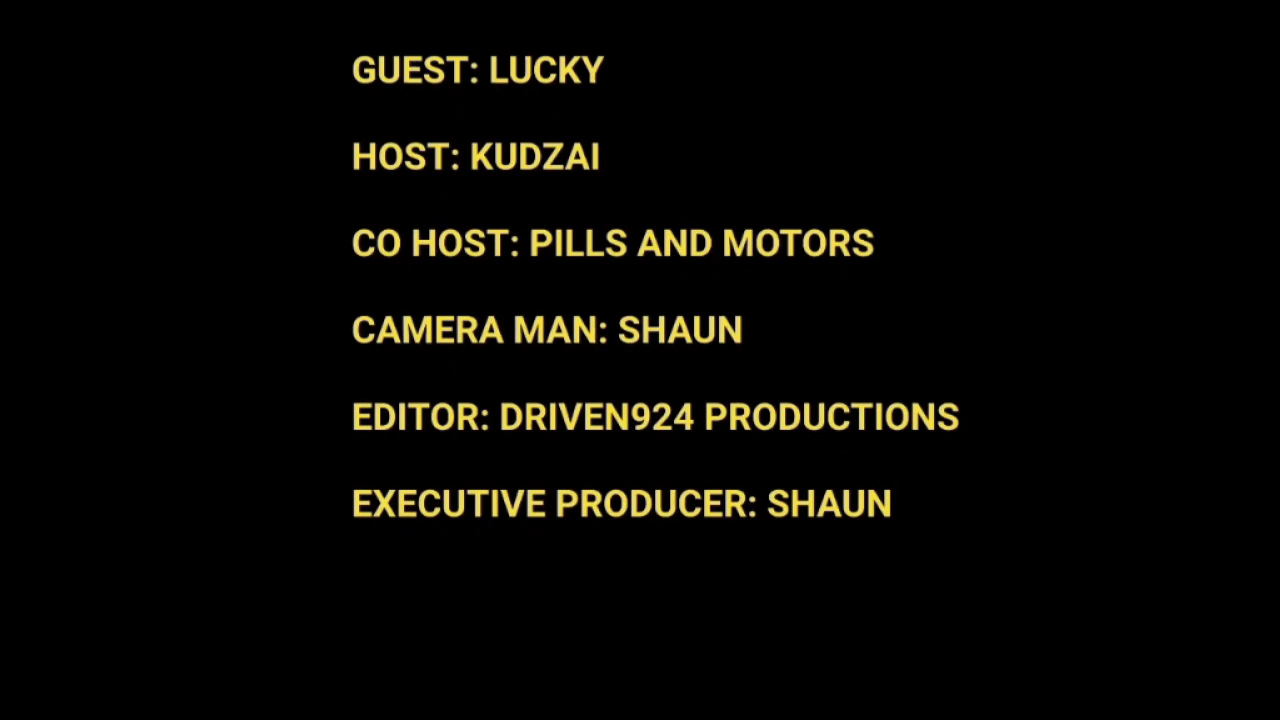 GUEST: LUCKY
HOST: KUDZAI
CO HOST: PILLS AND MOTORS
CAMERA MAN: SHAUN
EDITOR: DRIVEN924 PRODUCTIONS
EXECUTIVE PRODUCER: SHAUN